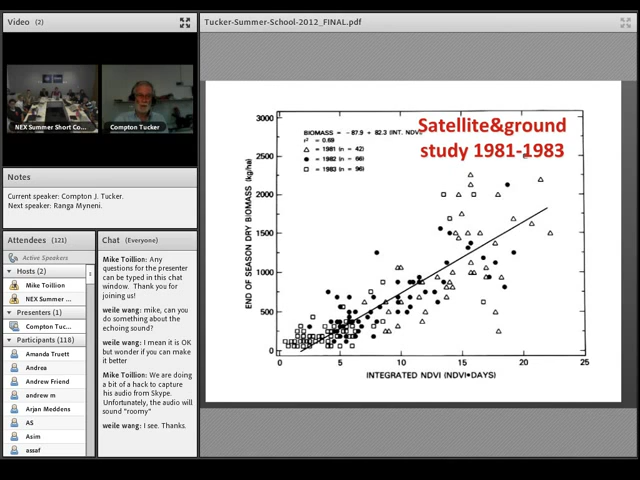 Video (2)
Tucker-Summer-School-2012_FINAL.pdf
NEX Summer Short Co...
Compton Tucker
Notes
Current speaker: Compton J. Tucker.
Next speaker: Ranga Myneni.
Attendees (121)
Active Speakers
Hosts (2)
Mike Toillion
NEX Summer ...
Presenters (1)
Compton Tuc...
Participants (118)
Amanda Truett
Andrea
Andrew Friend
andrew m
Arjan Meddens
AS
Asim
assaf
Chat (Everyone)
Mike Toillion: Any
questions for the presenter
can be typed in this chat
window. Thank you for
joining us!
weile wang: mike, can you
do something about the
echoing sound?
weile wang: I mean it is OK
but wonder if you can make it
better
Mike Toillion: We are doing
a bit of a hack to capture
his audio from Skype.
Unfortunately, the audio will
sound "roomy"
weile wang: I see. Thanks.
Satellite&ground
study 1981-1983
BIOMASS = -87.9 + 82.3 (INT. NDV
r² = 0.69
= 1981 (n = 42)
= 1982 (n = 66)
= 1983 (n = 96)
END OF SEASON DRY BIOMASS (kg/ha)
3000
2500
2000
1500
1000
500
0
0
5
10
15
20
25
INTEGRATED NDVI (NDVI•DAYS)